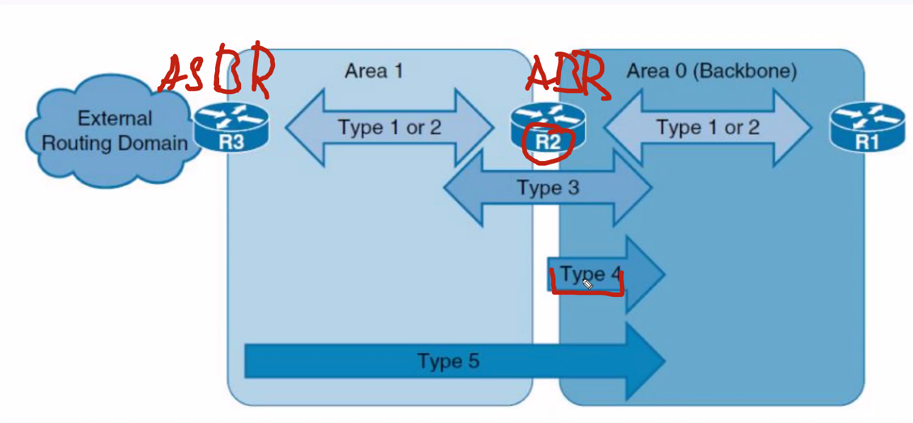 ASBR
Area 1
ABR
Area 0 (Backbone)
External
Routing Domain
R3
Type 1 or 2
R2
Type 1 or 2
R1
Type 3
Type 4
Type 5